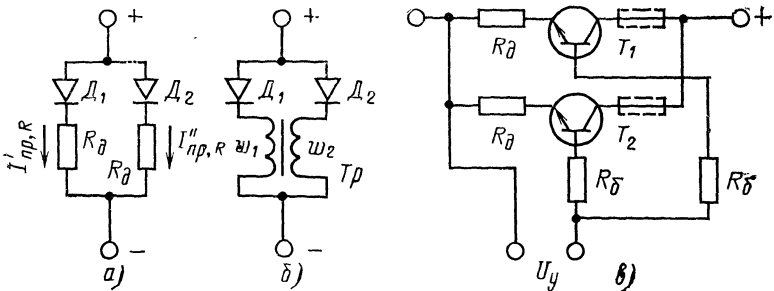 + + +
Д₁ Д₂ Д₁ Д₂
R∂ T₁
R∂ T₂
I'пр,R R∂ R∂ I''пр,R w₁ w₂ Тр
Rб Rб
− −
а) б) Uу в)